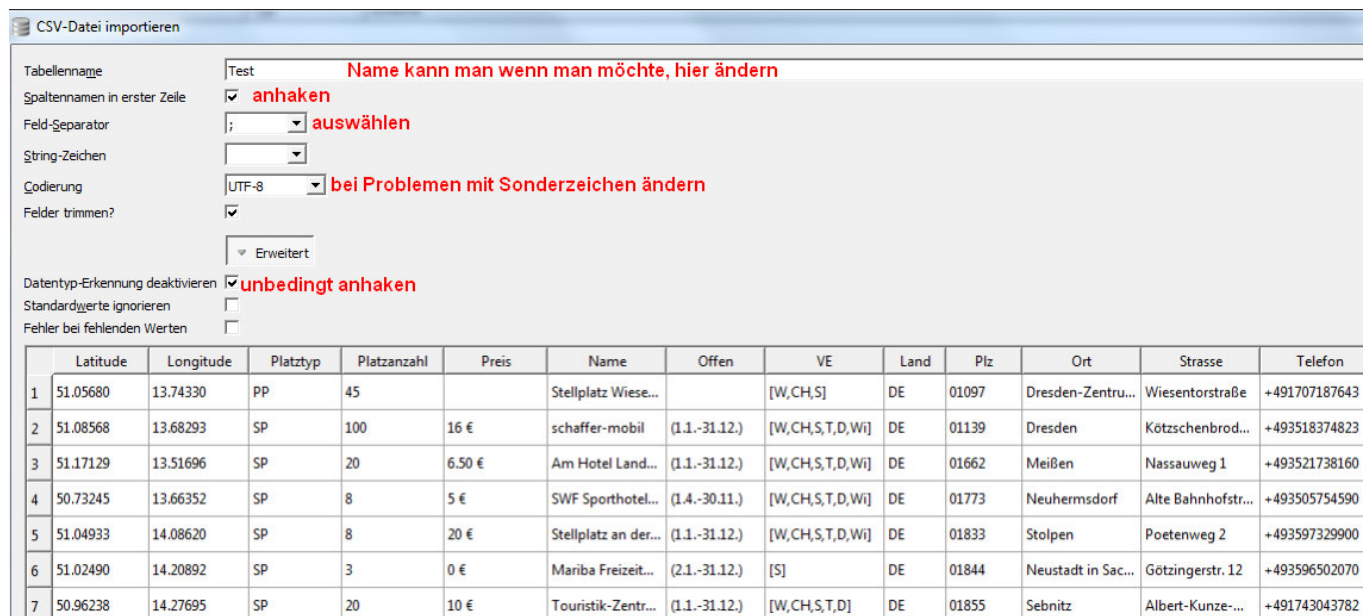 CSV-Datei importieren
Tabellenname Test Name kann man wenn man möchte, hier ändern
Spaltennamen in erster Zeile anhaken
Feld-Separator ; auswählen
String-Zeichen
Codierung UTF-8 bei Problemen mit Sonderzeichen ändern
Felder trimmen?
Erweitert
Datentyp-Erkennung deaktivieren unbedingt anhaken
Standardwerte ignorieren
Fehler bei fehlenden Werten
Latitude Longitude Platztyp Platzanzahl Preis Name Offen VE Land Plz Ort Strasse Telefon
1 51.05680 13.74330 PP 45 Stellplatz Wiese... [W,CH,S] DE 01097 Dresden-Zentru... Wiesentorstraße +491707187643
2 51.08568 13.68293 SP 100 16 € schaffer-mobil (1.1.-31.12.) [W,CH,S,T,D,Wi] DE 01139 Dresden Kötzschenbrod... +493518374823
3 51.17129 13.51696 SP 20 6.50 € Am Hotel Land... (1.1.-31.12.) [W,CH,S,T,D,Wi] DE 01662 Meißen Nassauweg 1 +493521738160
4 50.73245 13.66352 SP 8 5 € SWF Sporthotel... (1.4.-30.11.) [W,CH,S,T,D,Wi] DE 01773 Neuhermsdorf Alte Bahnhofstr... +493505754590
5 51.04933 14.08620 SP 8 20 € Stellplatz an der... (1.1.-31.12.) [W,CH,S,T,D,Wi] DE 01833 Stolpen Poetenweg 2 +493597329900
6 51.02490 14.20892 SP 3 0 € Mariba Freizeit... (2.1.-31.12.) [S] DE 01844 Neustadt in Sac... Götzingerstr. 12 +493596502070
7 50.96238 14.27695 SP 20 10 € Touristik-Zentr... (1.1.-31.12.) [W,CH,S,T,D] DE 01855 Sebnitz Albert-Kunze-... +491743043782